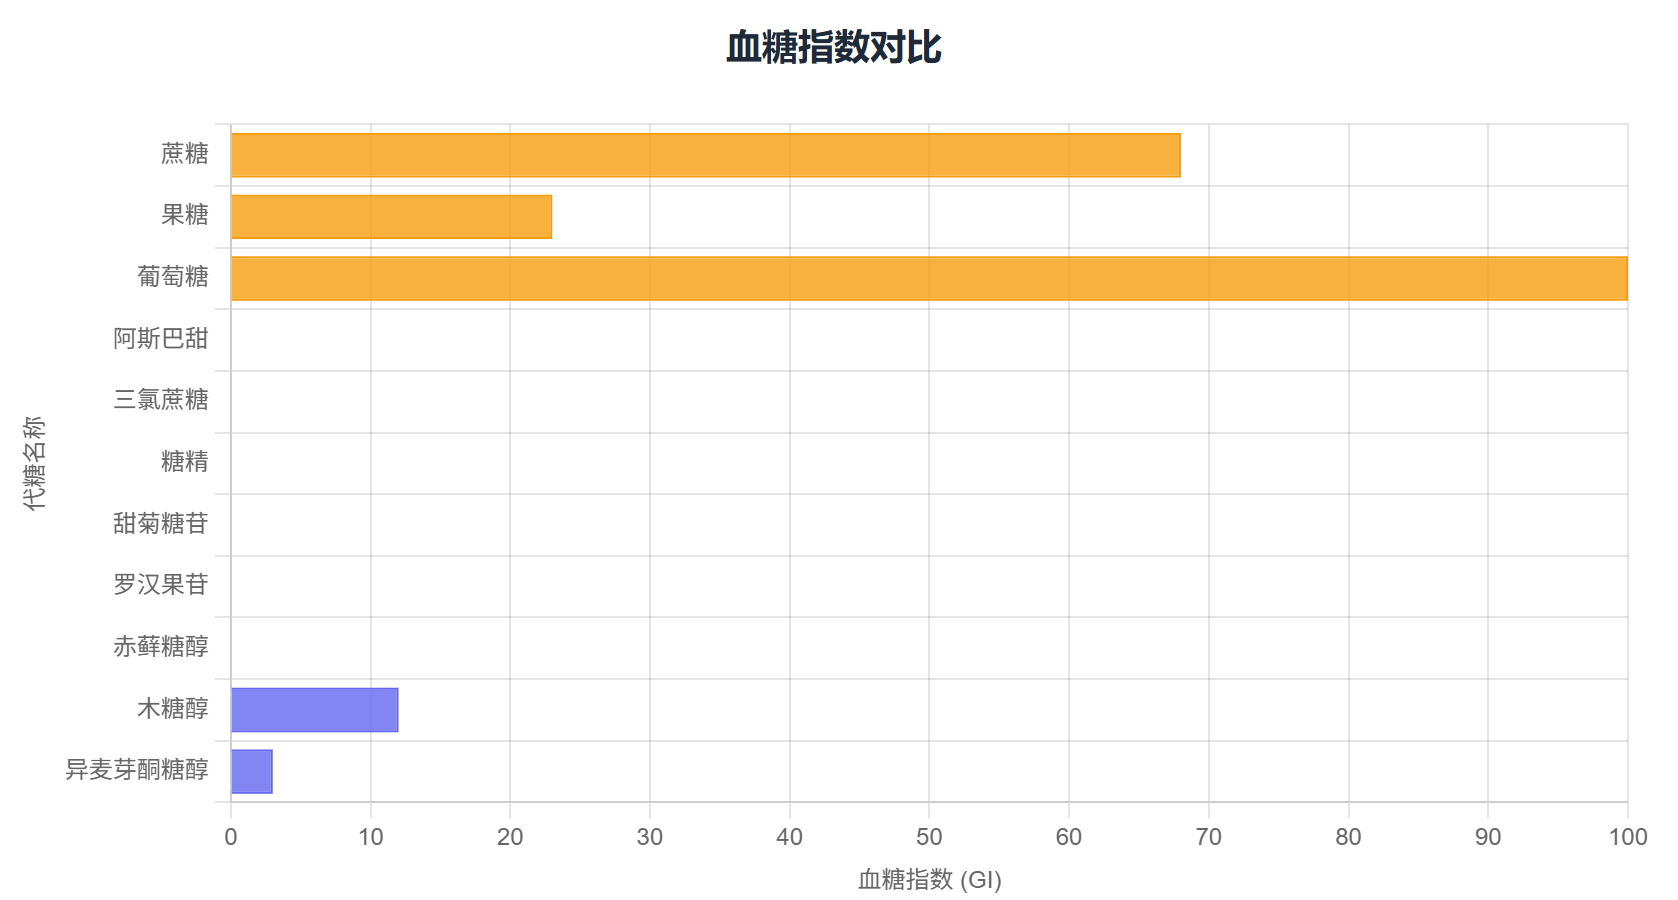 血糖指数对比
代糖名称
蔗糖
果糖
葡萄糖
阿斯巴甜
三氯蔗糖
糖精
甜菊糖苷
罗汉果苷
赤藓糖醇
木糖醇
异麦芽酮糖醇
0 10 20 30 40 50 60 70 80 90 100
血糖指数 (GI)